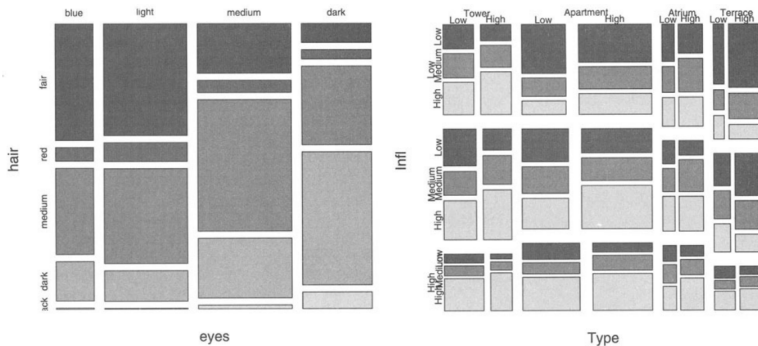 blue light medium dark
fair
red
medium
dark
ack
hair
eyes
Tower Apartment Atrium Terrace
Low High Low High Low High Low High
Low
Low
Medium
High
Medium
Low
Medium
High
High
Low
Medium
High
Infl
Type